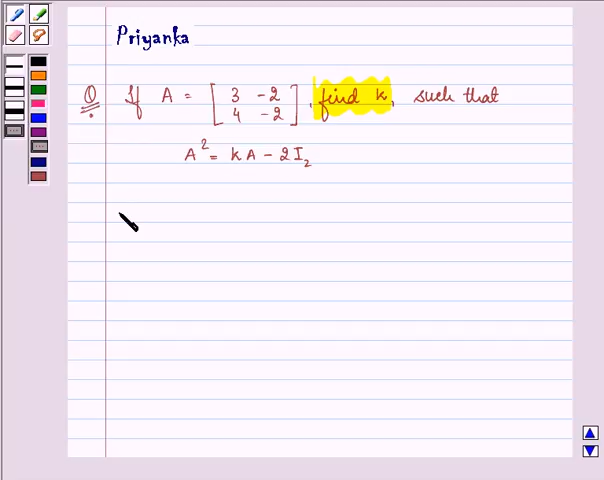 Priyanka
Q If A = [ 3 -2 ], find k, such that
4 -2
A² = kA - 2I₂